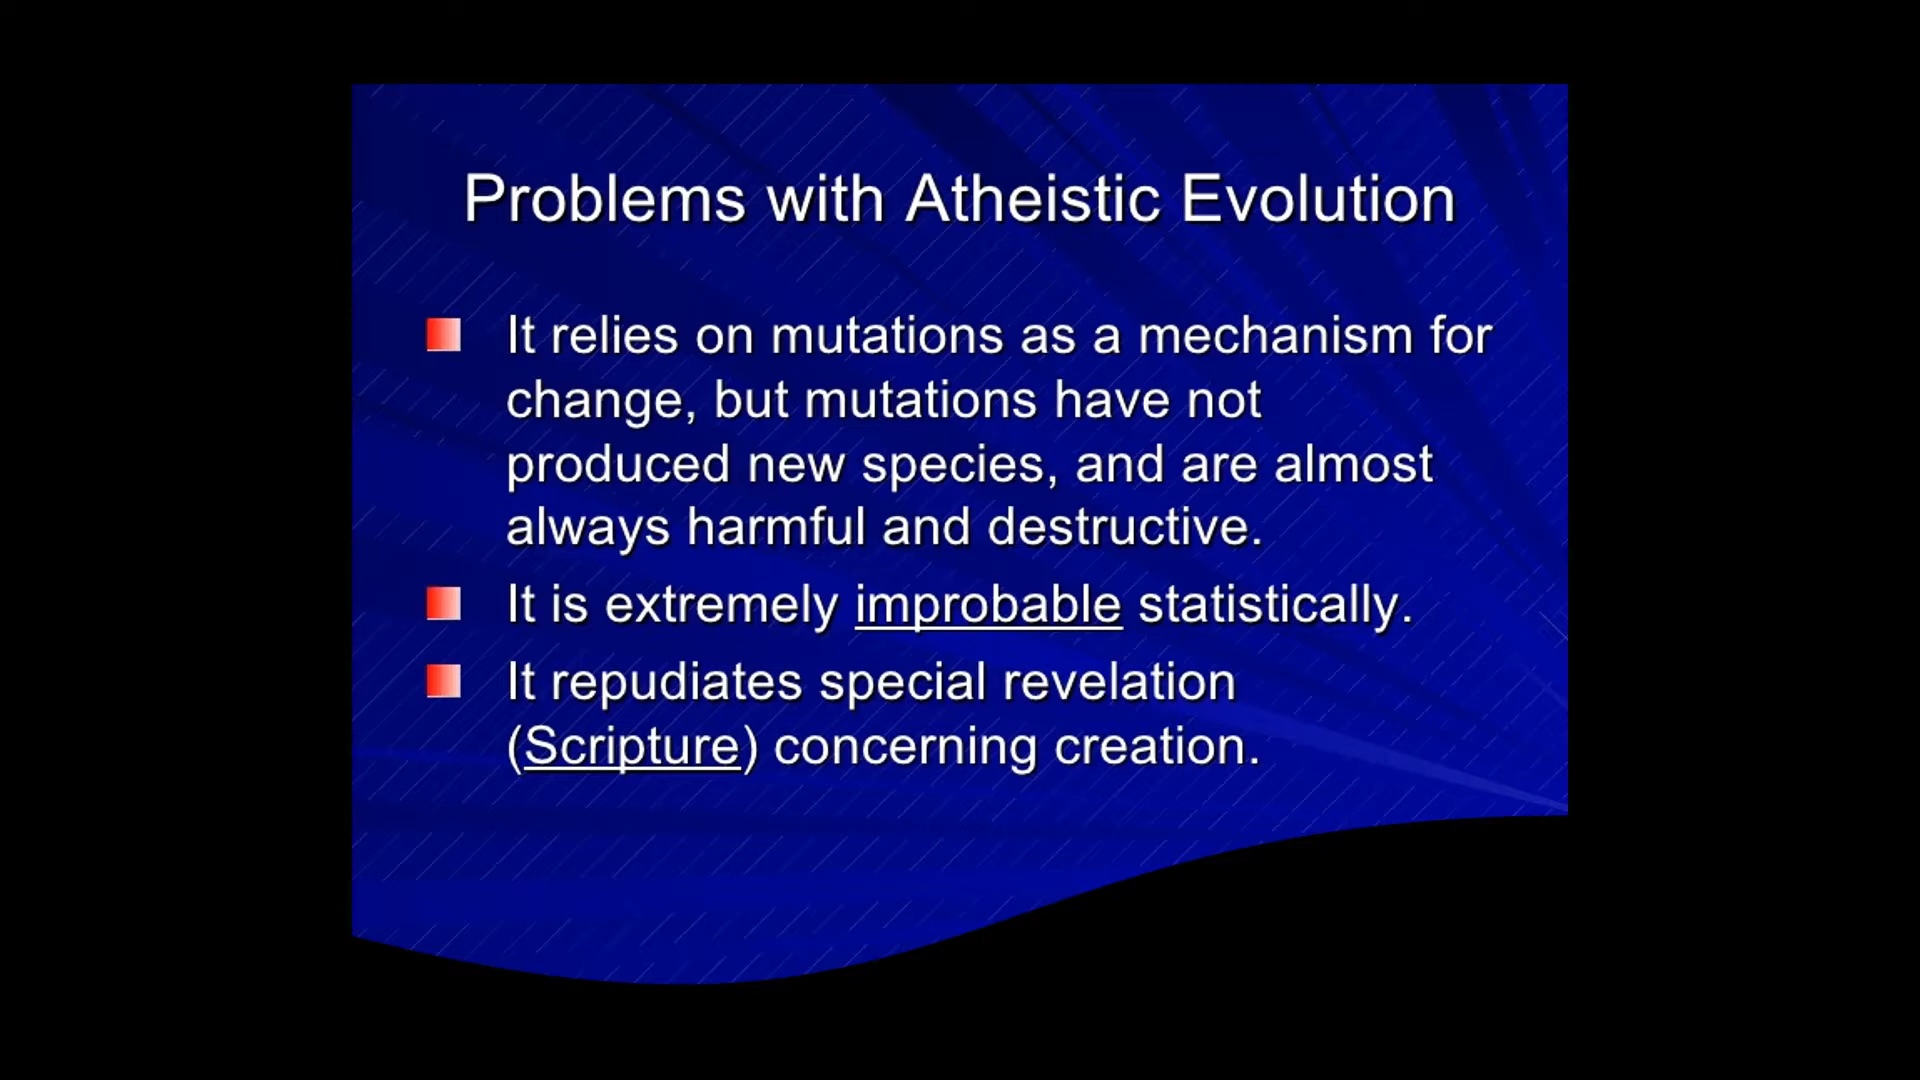 Problems with Atheistic Evolution
It relies on mutations as a mechanism for
change, but mutations have not
produced new species, and are almost
always harmful and destructive.
It is extremely improbable statistically.
It repudiates special revelation
(Scripture) concerning creation.